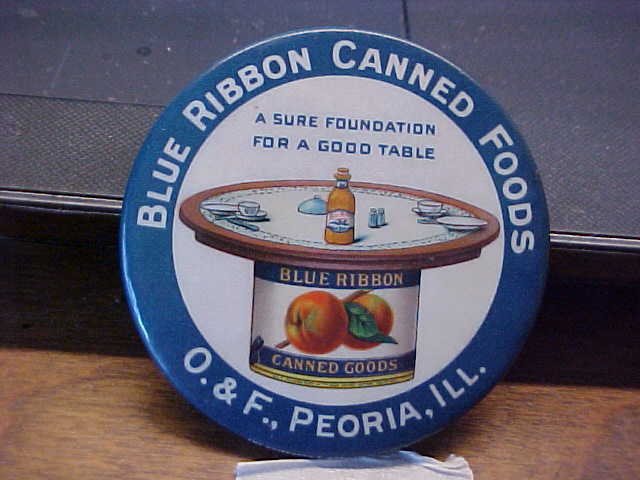 BLUE RIBBON CANNED FOODS
A SURE FOUNDATION
FOR A GOOD TABLE
BLUE RIBBON
CANNED GOODS
O. & F., PEORIA, ILL.